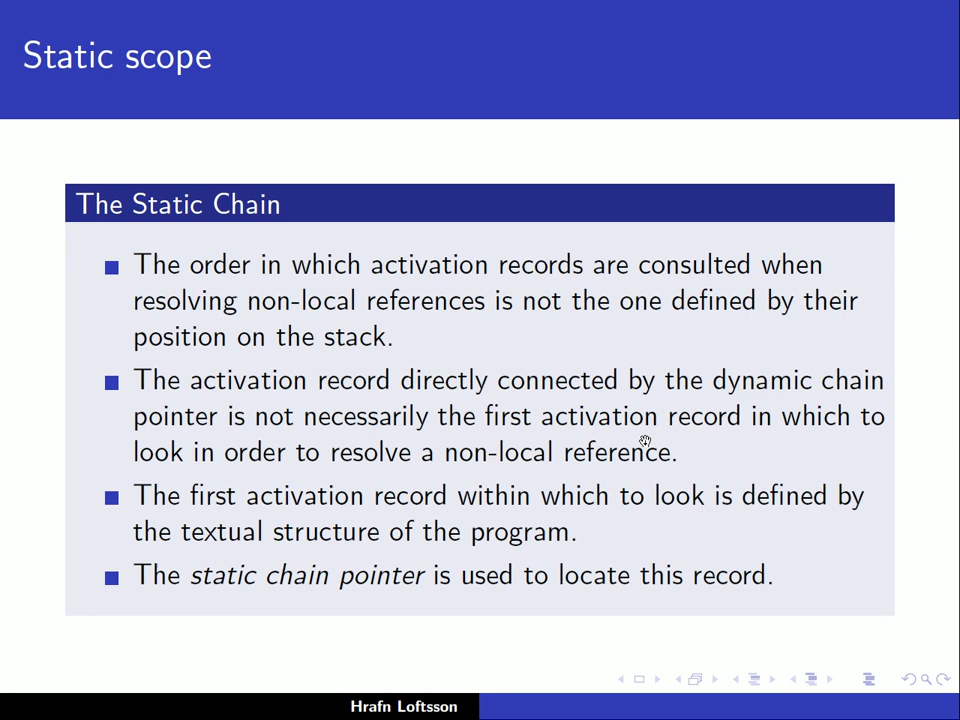 Static scope
The Static Chain
The order in which activation records are consulted when
resolving non-local references is not the one defined by their
position on the stack.
The activation record directly connected by the dynamic chain
pointer is not necessarily the first activation record in which to
look in order to resolve a non-local reference.
The first activation record within which to look is defined by
the textual structure of the program.
The static chain pointer is used to locate this record.
Hrafn Loftsson